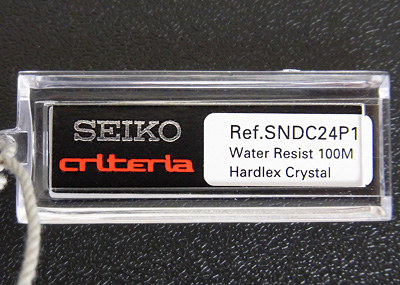 SEIKO
criteria
Ref.SNDC24P1
Water Resist 100M
Hardlex Crystal